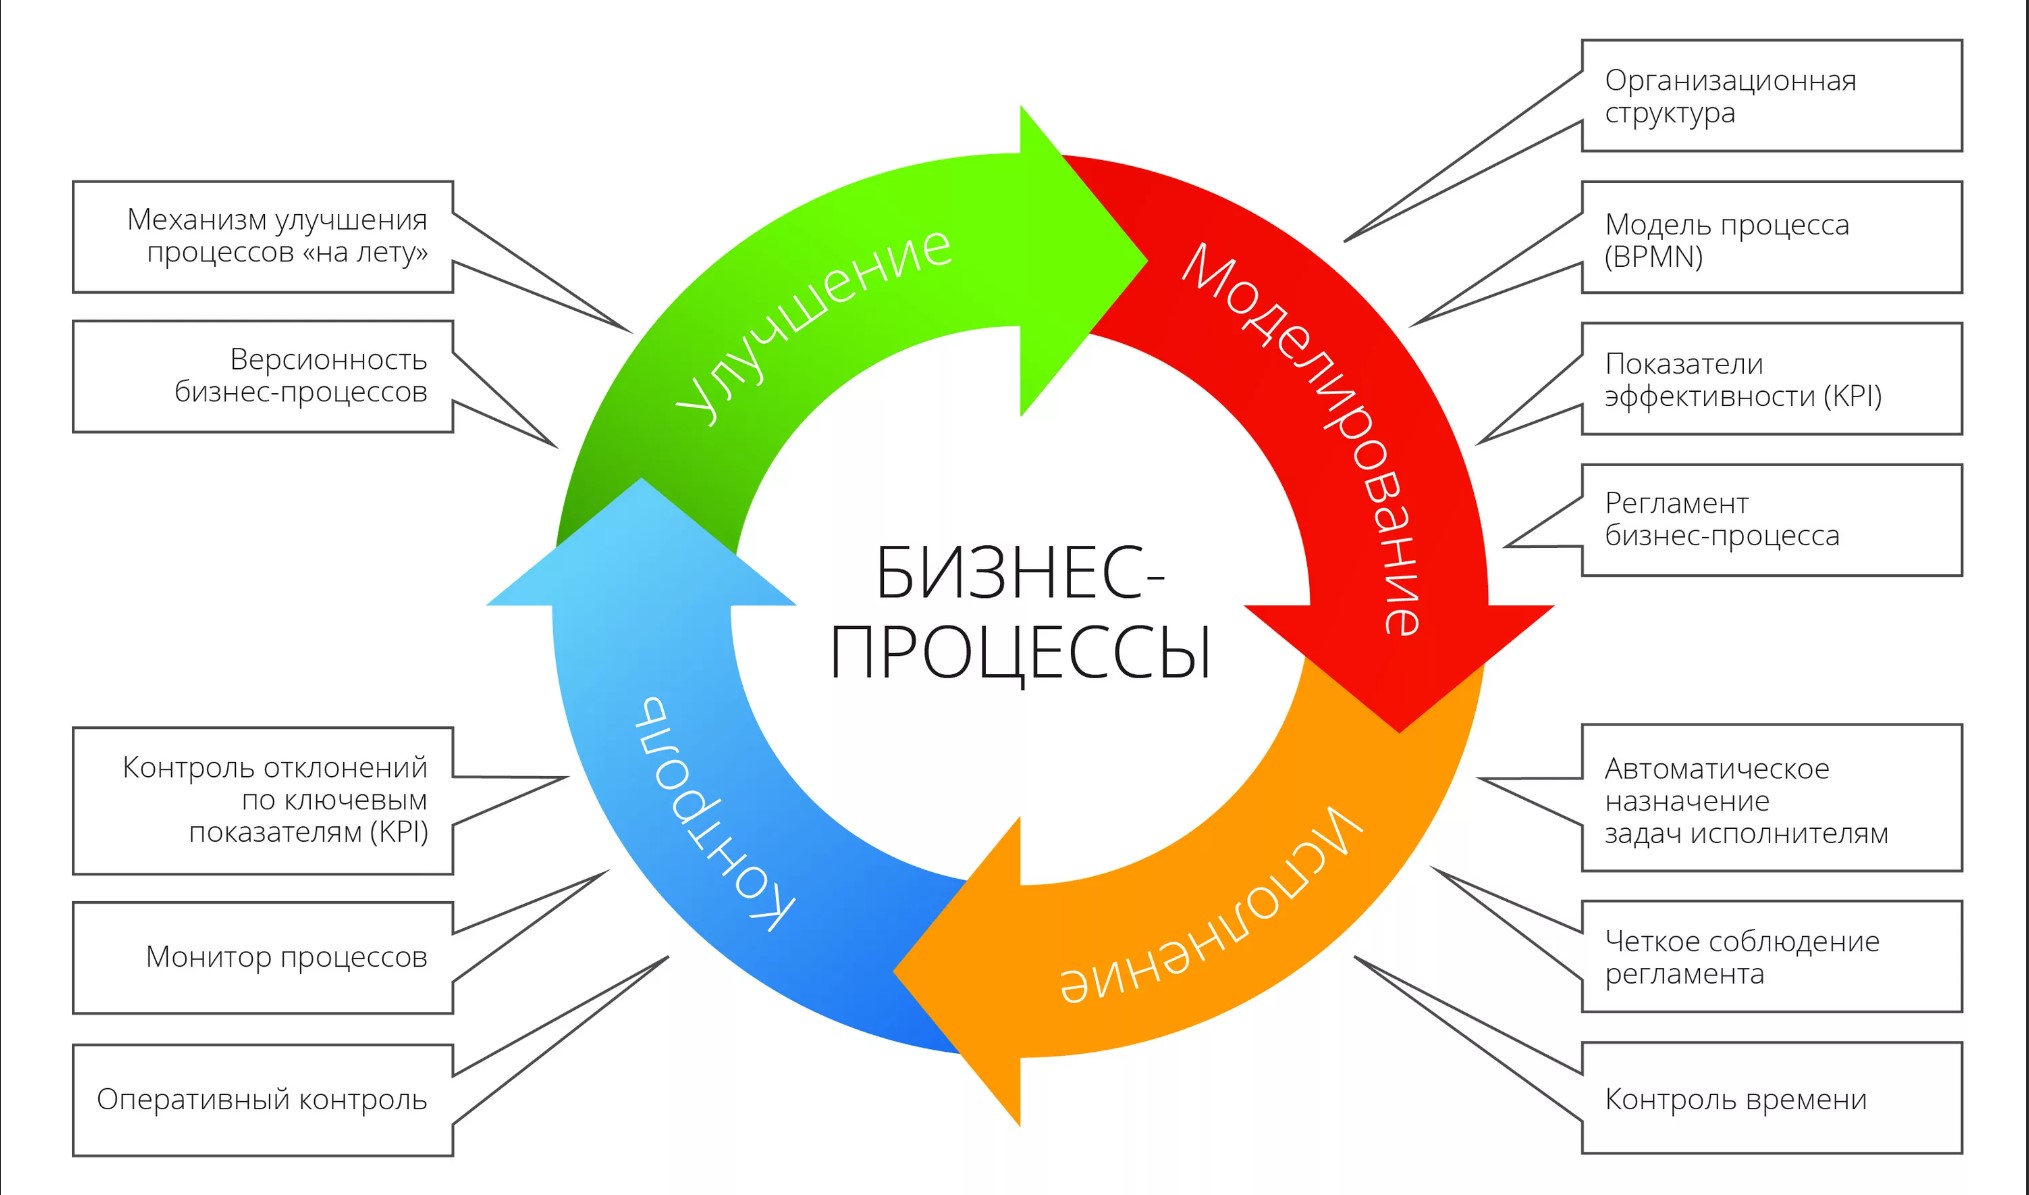 БИЗНЕС-
ПРОЦЕССЫ
Улучшение
Механизм улучшения
процессов «на лету»
Версионность
бизнес-процессов
Моделирование
Организационная
структура
Модель процесса
(BPMN)
Показатели
эффективности (KPI)
Регламент
бизнес-процесса
Исполнение
Автоматическое
назначение
задач исполнителям
Четкое соблюдение
регламента
Контроль времени
Контроль
Контроль отклонений
по ключевым
показателям (KPI)
Монитор процессов
Оперативный контроль